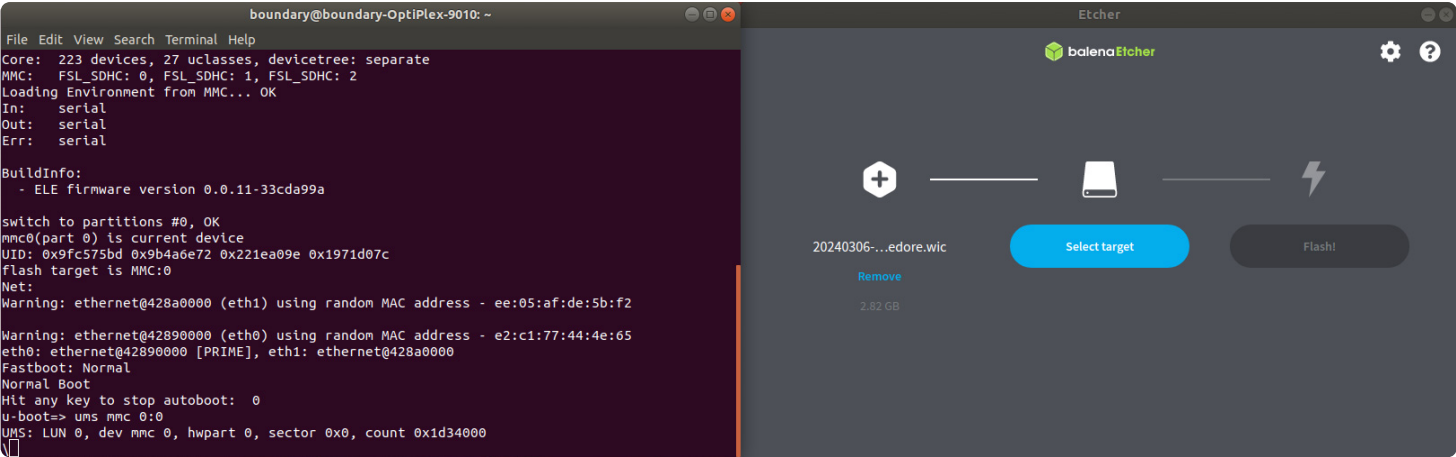 boundary@boundary-OptiPlex-9010: ~
File Edit View Search Terminal Help
Core:  223 devices, 27 uclasses, devicetree: separate
MMC:   FSL_SDHC: 0, FSL_SDHC: 1, FSL_SDHC: 2
Loading Environment from MMC... OK
In:    serial
Out:   serial
Err:   serial
BuildInfo:
  - ELE firmware version 0.0.11-33cda99a
switch to partitions #0, OK
mmc0(part 0) is current device
UID: 0x9fc575bd 0x9b4a6e72 0x221ea09e 0x1971d07c
flash target is MMC:0
Net:
Warning: ethernet@428a0000 (eth1) using random MAC address - ee:05:af:de:5b:f2
Warning: ethernet@42890000 (eth0) using random MAC address - e2:c1:77:44:4e:65
eth0: ethernet@42890000 [PRIME], eth1: ethernet@428a0000
Fastboot: Normal
Normal Boot
Hit any key to stop autoboot:  0
u-boot=> ums mmc 0:0
UMS: LUN 0, dev mmc 0, hwpart 0, sector 0x0, count 0x1d34000
\
Etcher
balenaEtcher
20240306-...edore.wic
Remove
2.82 GB
Select target
Flash!